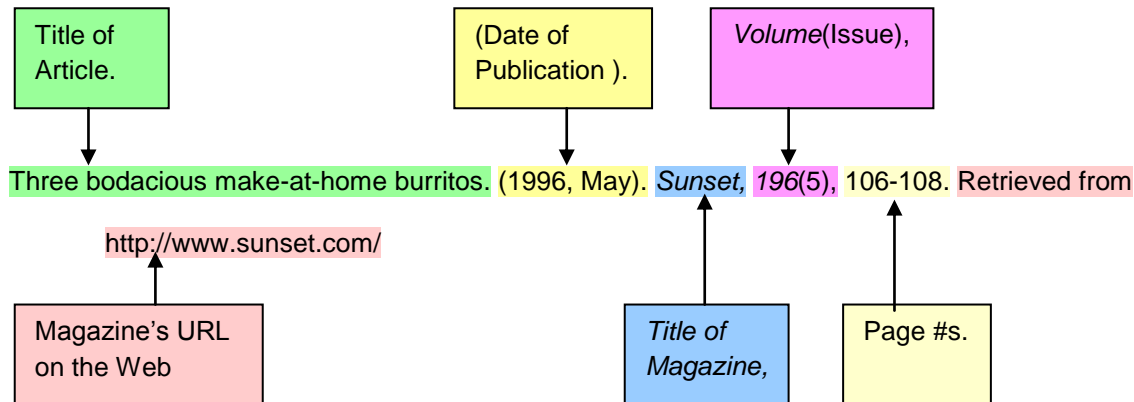 Title of
Article.
(Date of
Publication ).
Volume(Issue),
Three bodacious make-at-home burritos. (1996, May). Sunset, 196(5), 106-108. Retrieved from
http://www.sunset.com/
Magazine’s URL
on the Web
Title of
Magazine,
Page #s.